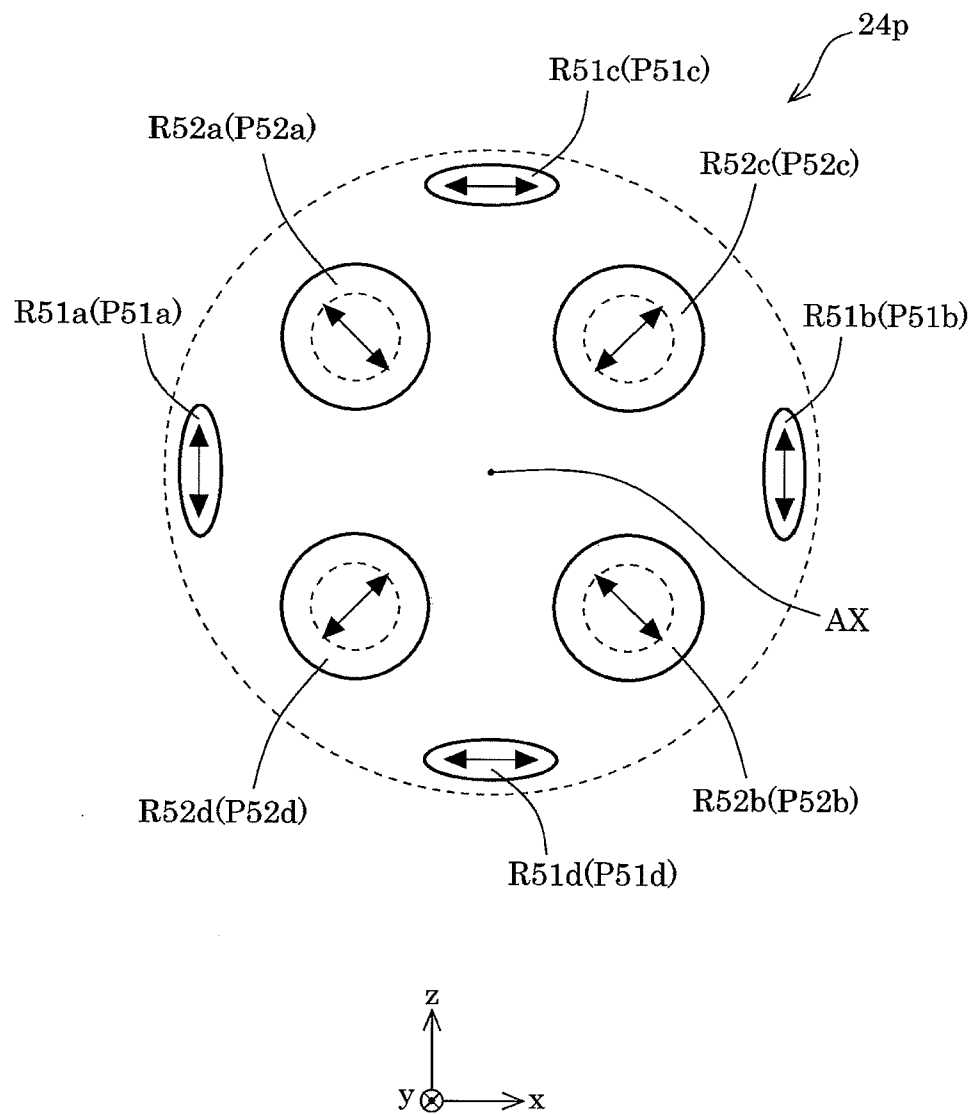 24p
R51c(P51c)
R52a(P52a)
R52c(P52c)
R51a(P51a)
R51b(P51b)
AX
R52d(P52d)
R52b(P52b)
R51d(P51d)
z
y
x